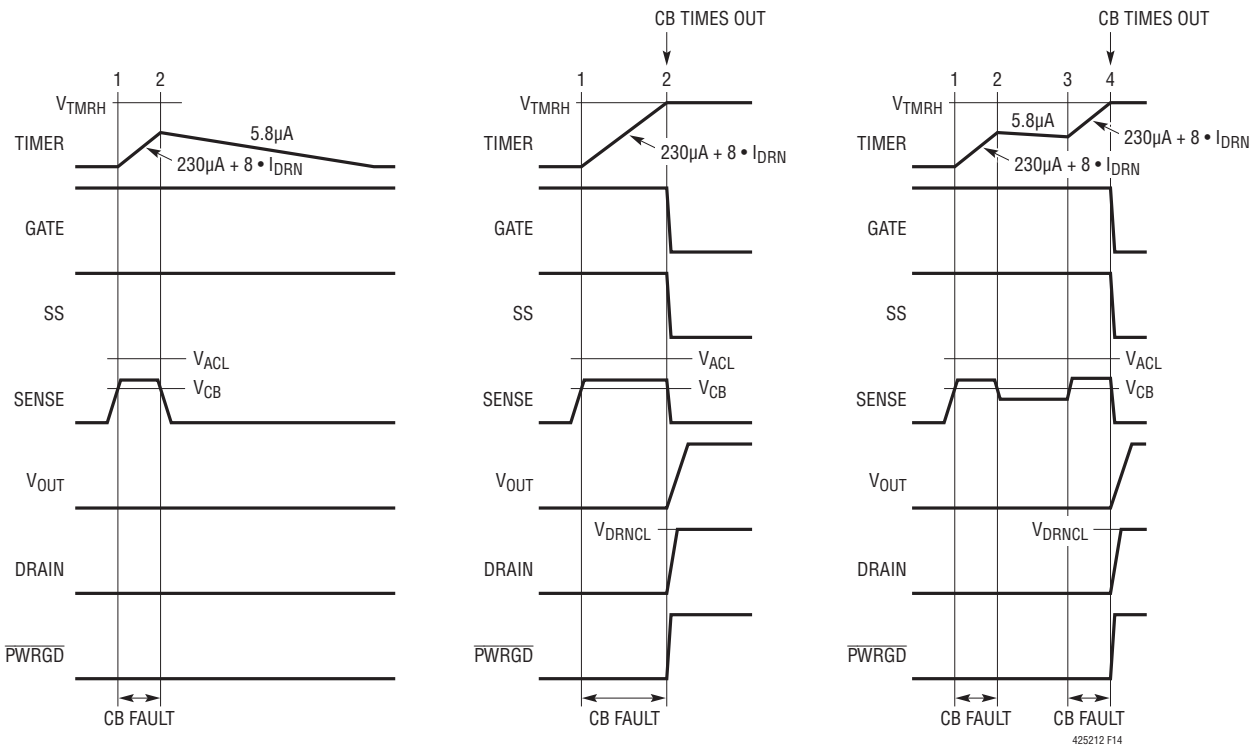 CB TIMES OUT
1 2
VTMRH
TIMER
5.8µA
230µA + 8 • IDRN
GATE
SS
VACL
VCB
SENSE
VOUT
DRAIN
PWRGD
CB FAULT
1 2
VTMRH
TIMER
230µA + 8 • IDRN
GATE
SS
VACL
VCB
SENSE
VOUT
VDRNCL
DRAIN
PWRGD
CB FAULT
CB TIMES OUT
1 2 3 4
VTMRH
TIMER
5.8µA
230µA + 8 • IDRN
230µA + 8 • IDRN
GATE
SS
VACL
VCB
SENSE
VOUT
VDRNCL
DRAIN
PWRGD
CB FAULT CB FAULT
425212 F14